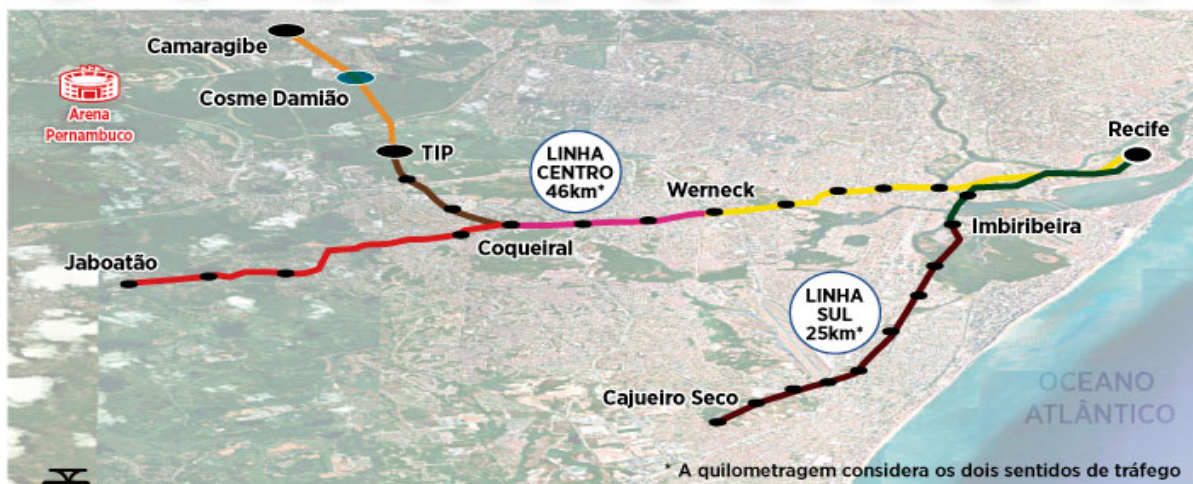 Camaragibe
Cosme Damião
Arena
Pernambuco
TIP
LINHA
CENTRO
46km*
Werneck
Recife
Imbiribeira
Coqueiral
Jaboatão
LINHA
SUL
25km*
Cajueiro Seco
OCEANO
ATLÂNTICO
* A quilometragem considera os dois sentidos de tráfego